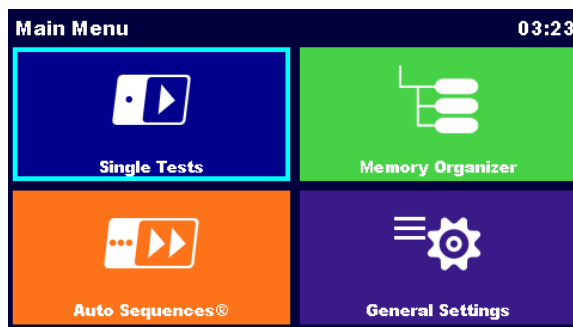 Main Menu 03:23
Single Tests
Memory Organizer
Auto Sequences®
General Settings